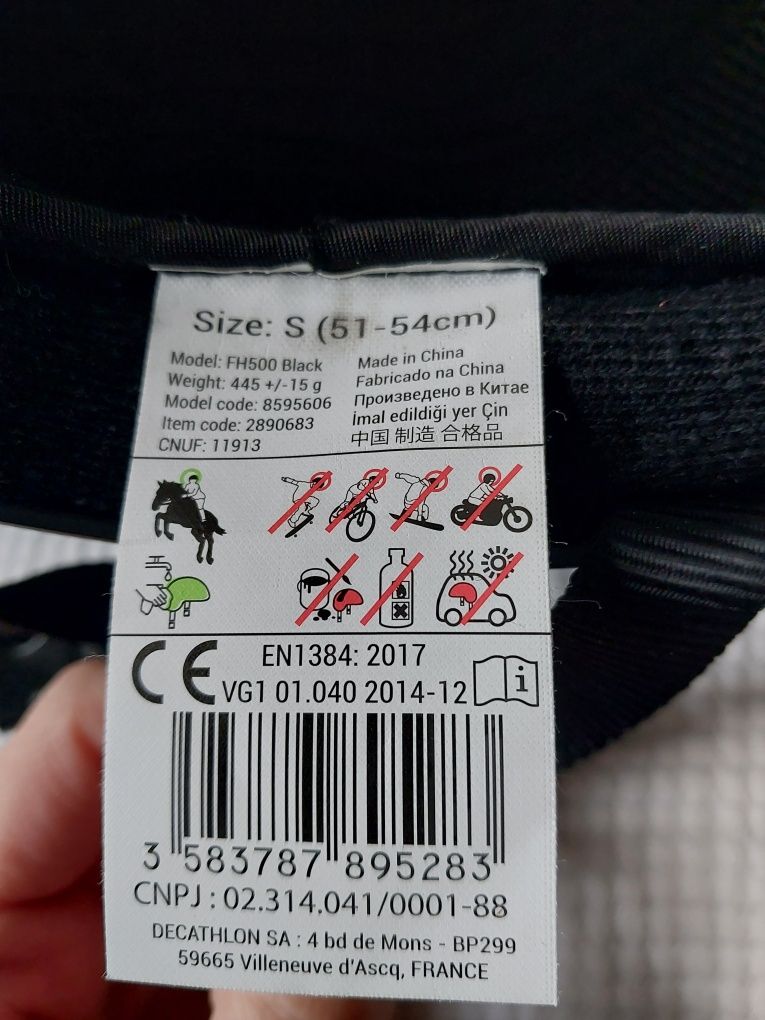 Size: S (51-54cm)
Model: FH500 Black
Weight: 445 +/-15 g
Model code: 8595606
Item code: 2890683
CNUF: 11913
Made in China
Fabricado na China
Произведено в Китае
İmal edildiği yer Çin
中国 制造 合格品
CE
EN1384: 2017
VG1 01.040 2014-12
i
3 583787 895283
CNPJ : 02.314.041/0001-88
DECATHLON SA : 4 bd de Mons - BP299
59665 Villeneuve d'Ascq, FRANCE